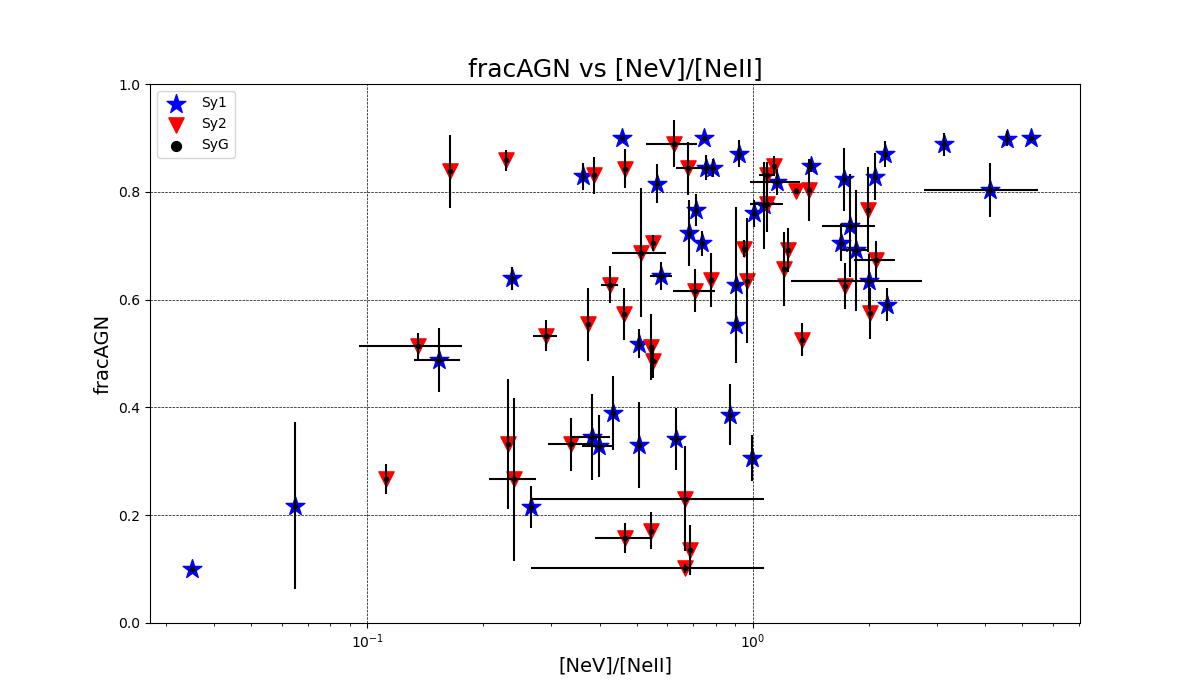 fracAGN vs [NeV]/[NeII]
Sy1
Sy2
SyG
1.0
0.8
0.6
0.4
0.2
0.0
fracAGN
10⁻¹
10⁰
[NeV]/[NeII]